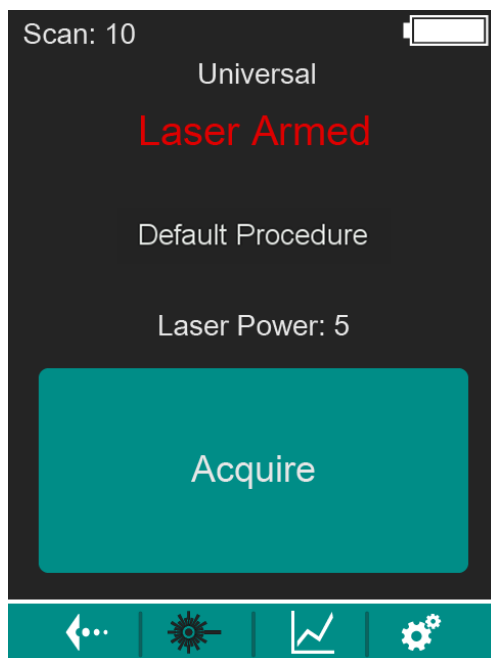 Scan: 10
Universal
Laser Armed
Default Procedure
Laser Power: 5
Acquire